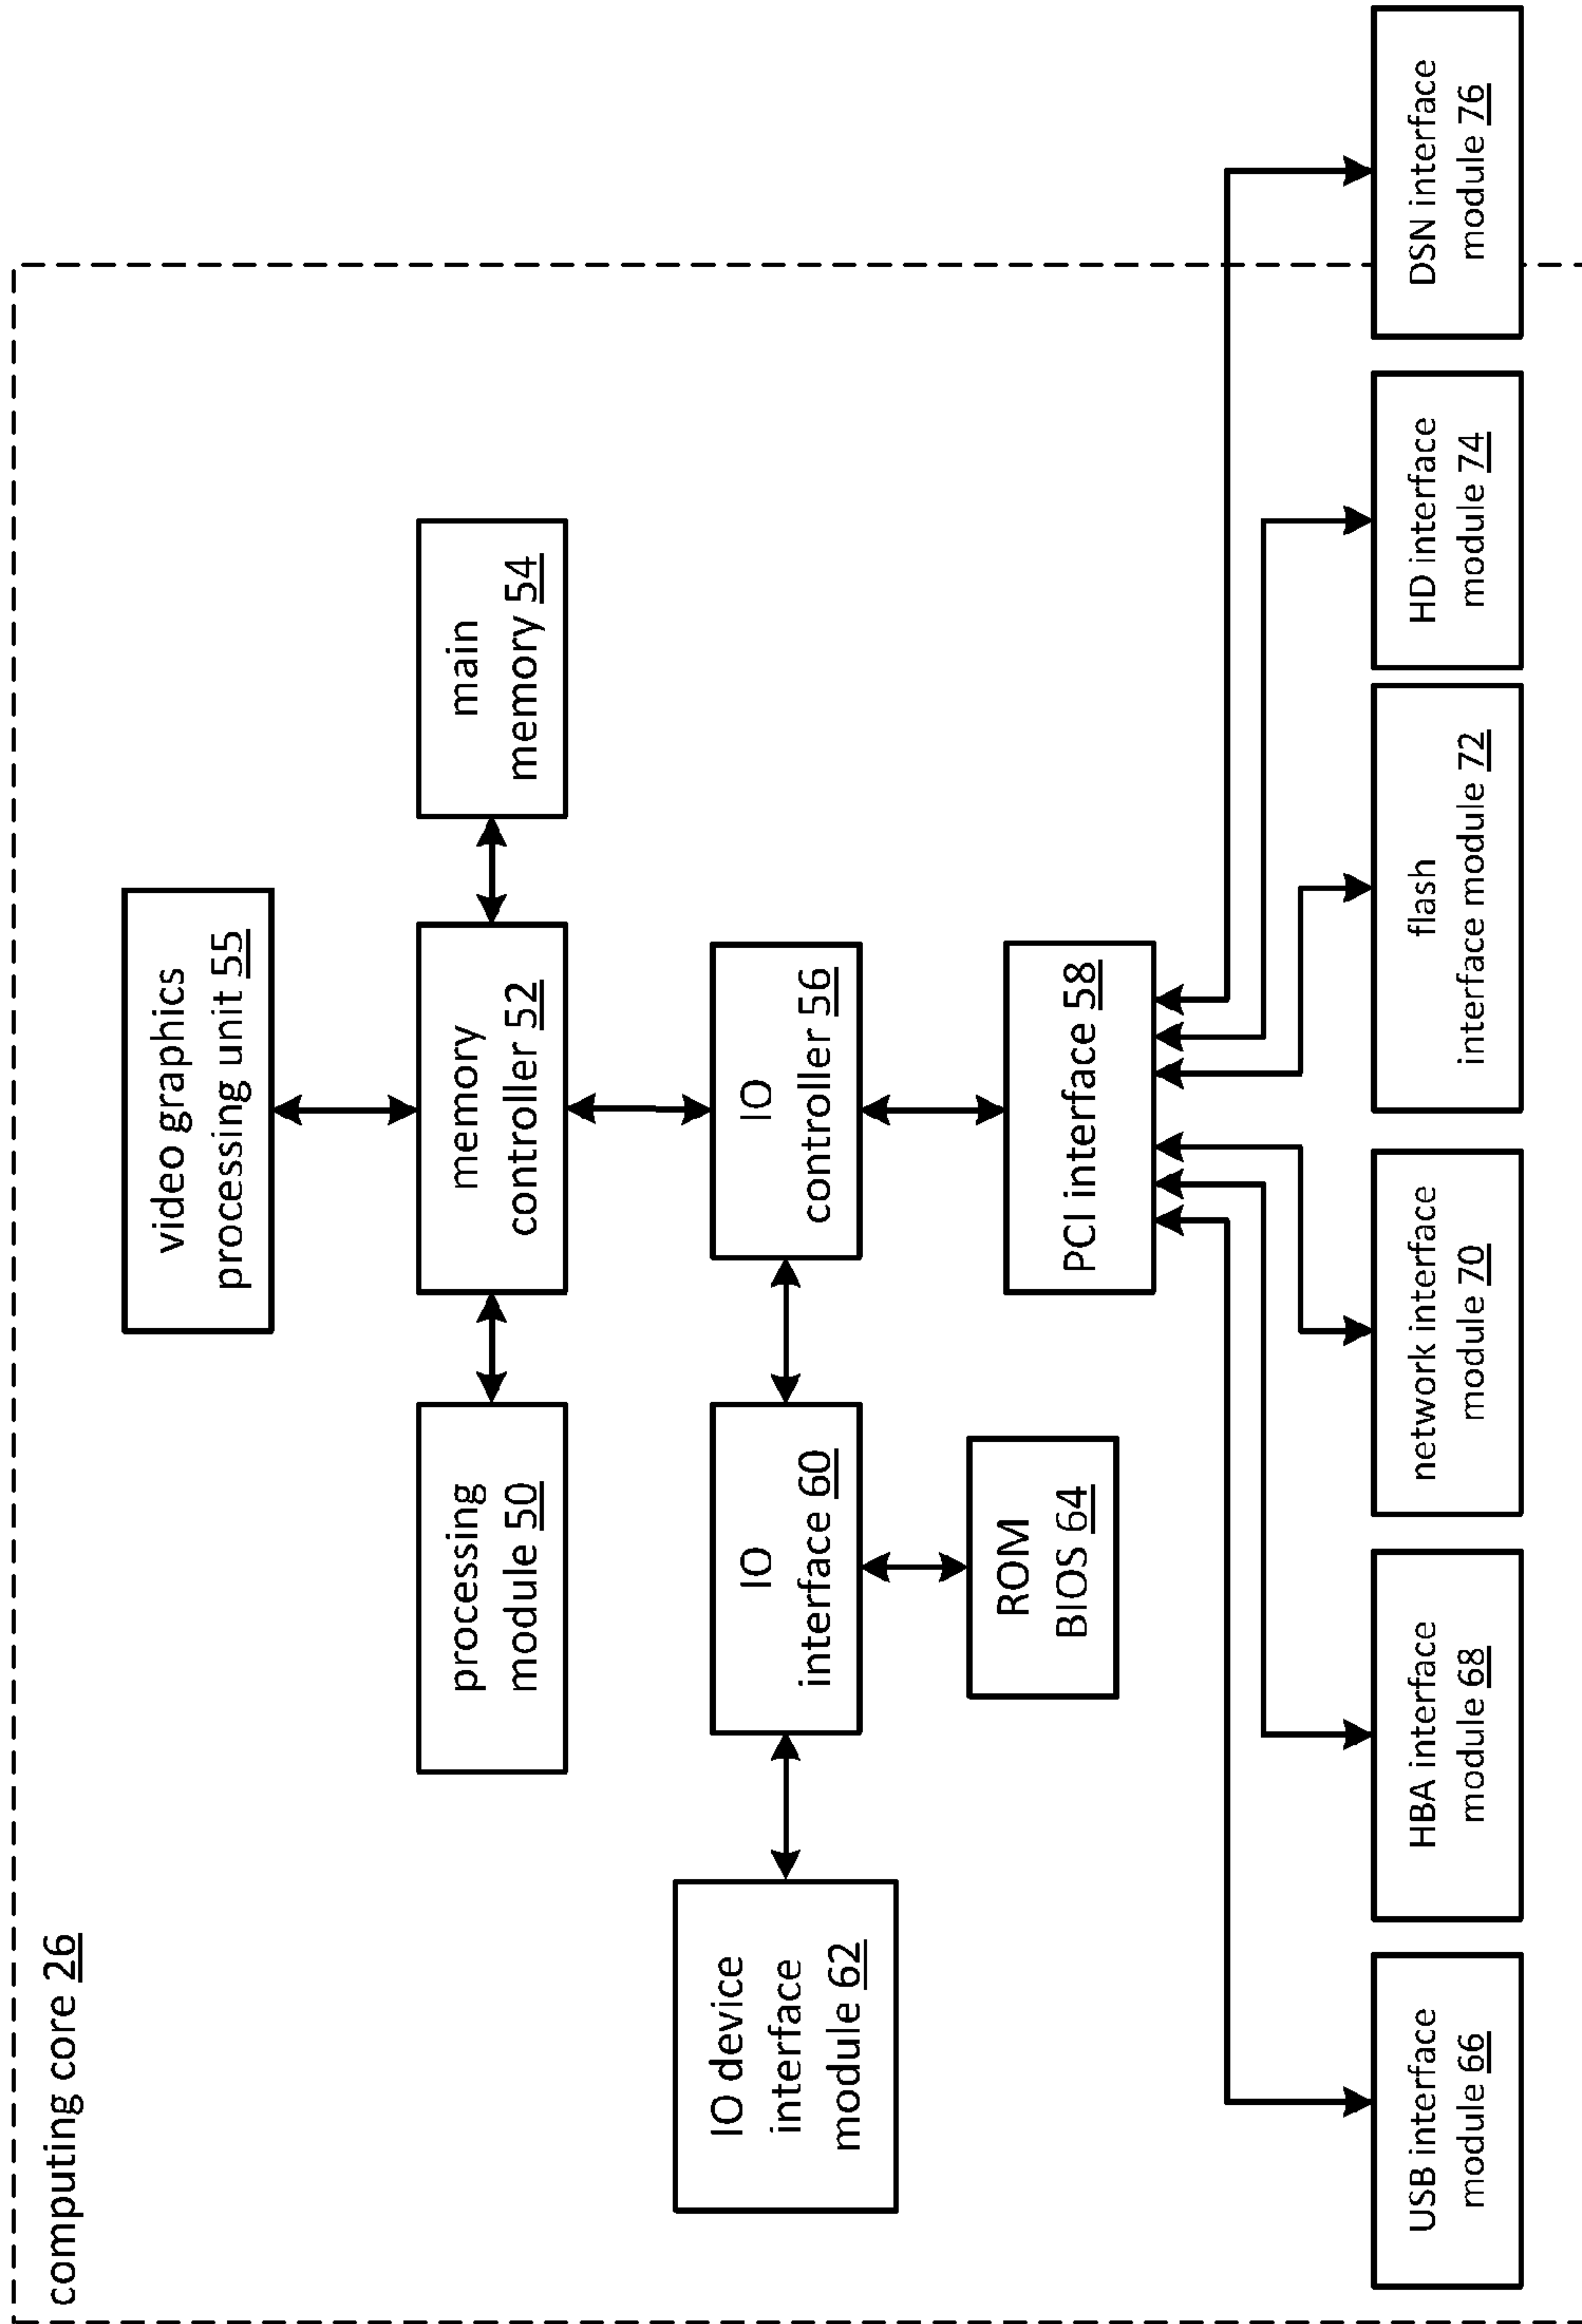 computing core 26
video graphics
processing unit 55
processing
module 50
memory
controller 52
main
memory 54
IO device
interface
module 62
IO
interface 60
IO
controller 56
ROM
BIOS 64
PCI interface 58
USB interface
module 66
HBA interface
module 68
network interface
module 70
flash
interface module 72
HD interface
module 74
DSN interface
module 76